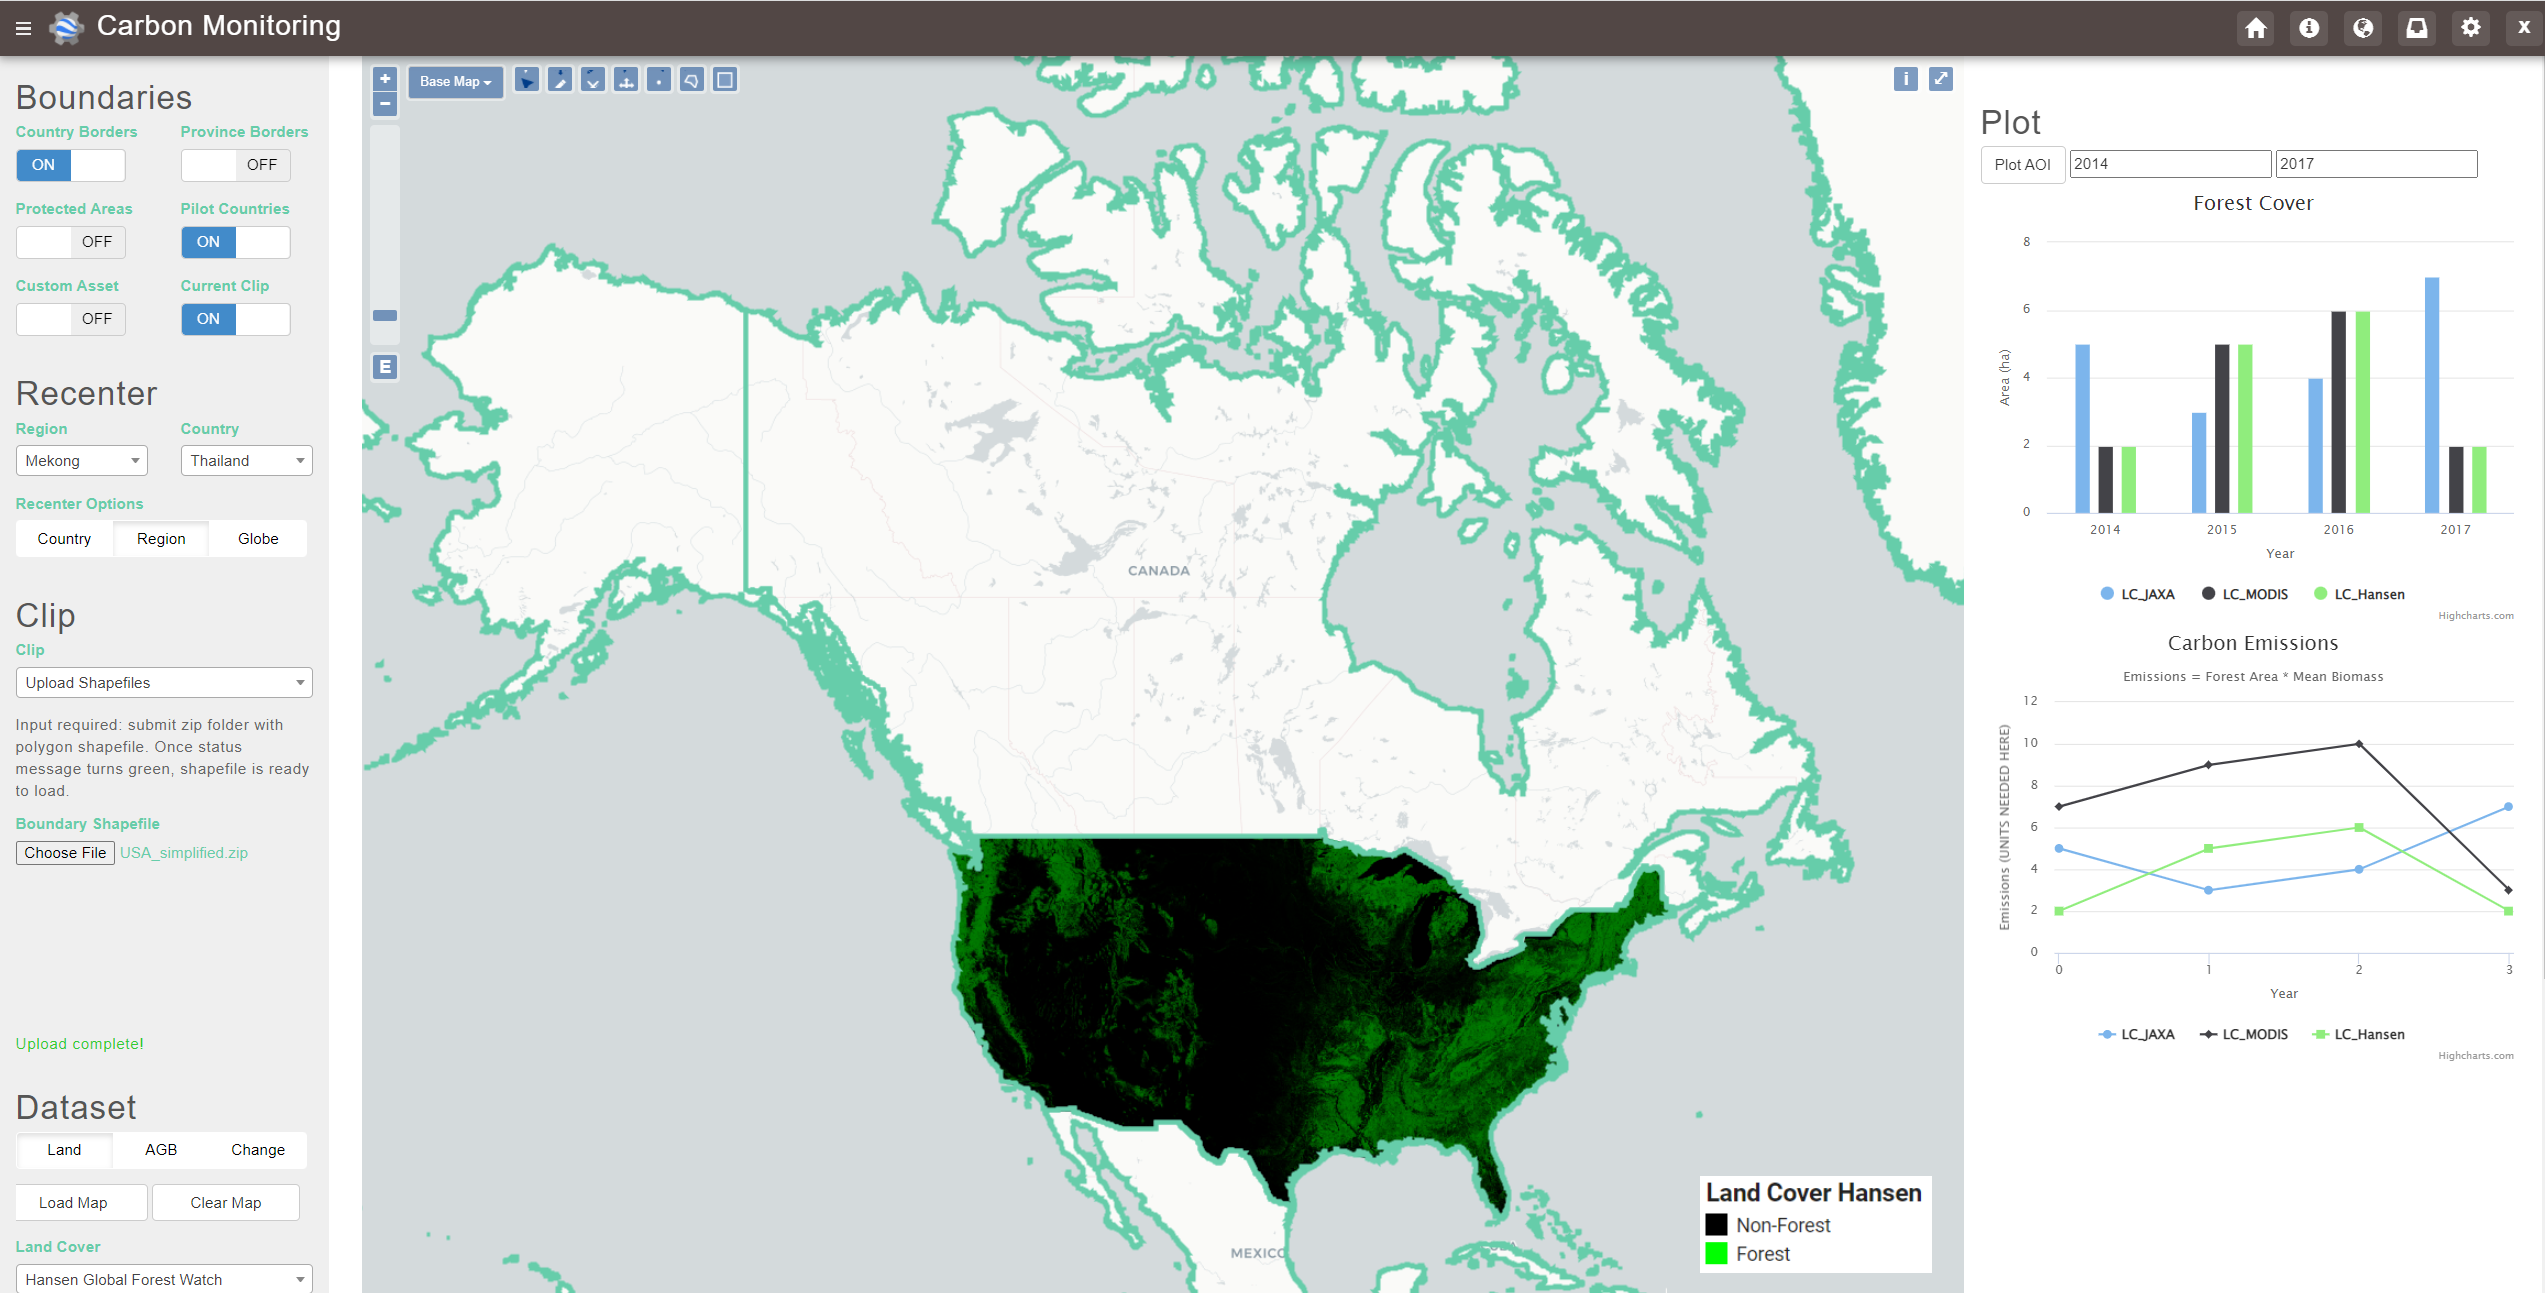 Carbon Monitoring
X
Boundaries
Country Borders
Province Borders
ON
OFF
Protected Areas
Pilot Countries
OFF
ON
Custom Asset
Current Clip
OFF
ON
Recenter
Region
Country
Mekong
Thailand
Recenter Options
Country
Region
Globe
Clip
Clip
Upload Shapefiles
Input required: submit zip folder with
polygon shapefile. Once status
message turns green, shapefile is ready
to load.
Boundary Shapefile
Choose File USA_simplified.zip
Upload complete!
Dataset
Land
AGB
Change
Load Map
Clear Map
Land Cover
Hansen Global Forest Watch
+
−
Base Map
E
i
CANADA
MEXICO
Land Cover Hansen
Non-Forest
Forest
Plot
Plot AOI
2014
2017
Forest Cover
8
6
4
2
0
Area (ha)
2014
2015
2016
2017
Year
LC_JAXA
LC_MODIS
LC_Hansen
Highcharts.com
Carbon Emissions
Emissions = Forest Area * Mean Biomass
12
10
8
6
4
2
0
Emissions (UNITS NEEDED HERE)
0
1
2
3
Year
LC_JAXA
LC_MODIS
LC_Hansen
Highcharts.com